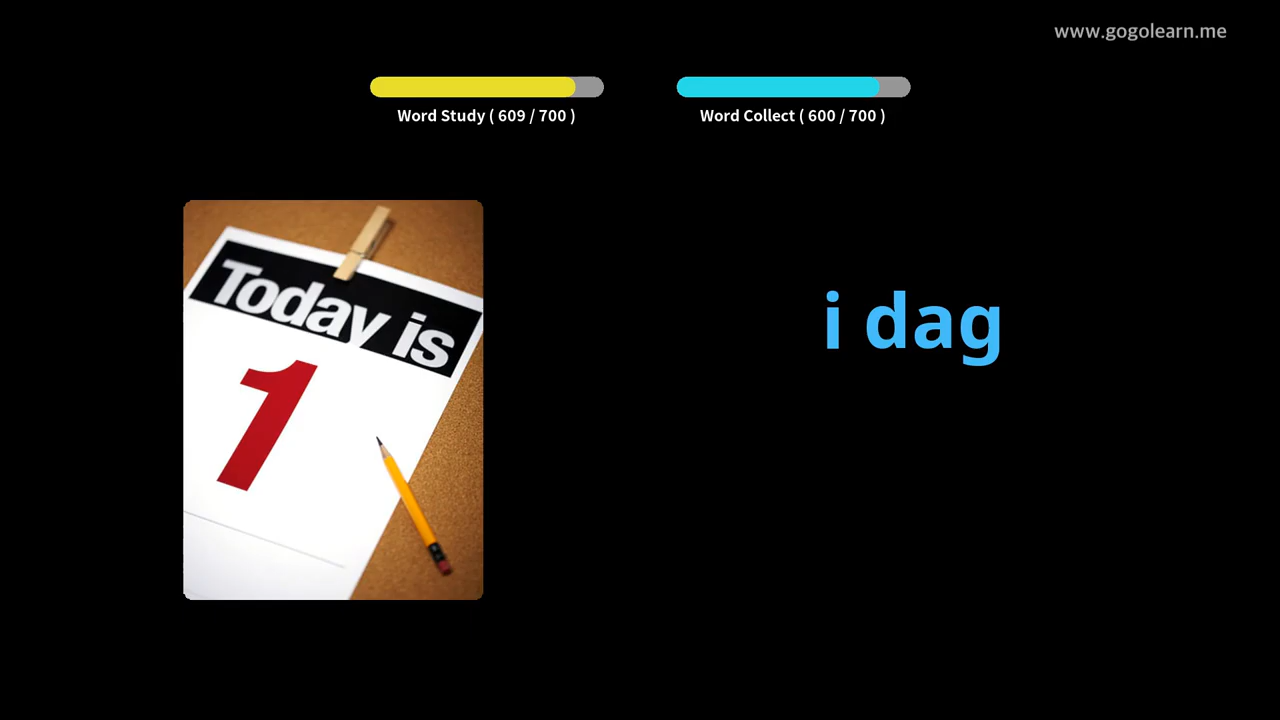 www.gogolearn.me
Word Study ( 609 / 700 )
Word Collect ( 600 / 700 )
Today is
1
i dag